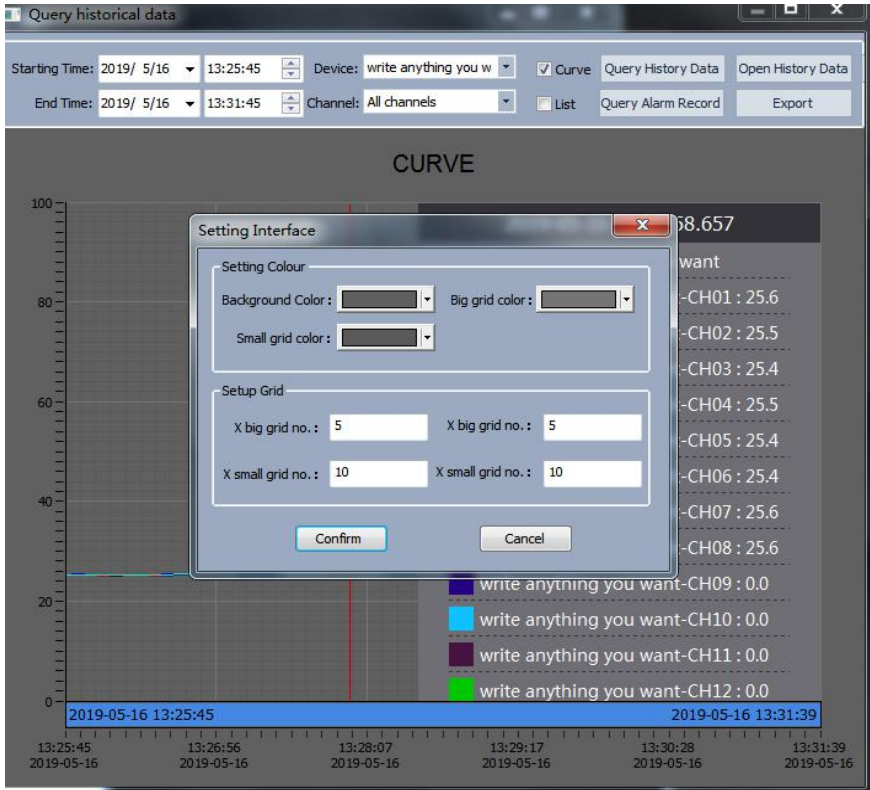 Query historical data
Starting Time: 2019/ 5/16 13:25:45 Device: write anything you w Curve Query History Data Open History Data
End Time: 2019/ 5/16 13:31:45 Channel: All channels List Query Alarm Record Export
CURVE
100
80
60
40
20
0
58.657
want
-CH01 : 25.6
-CH02 : 25.5
-CH03 : 25.4
-CH04 : 25.5
-CH05 : 25.4
-CH06 : 25.4
-CH07 : 25.6
-CH08 : 25.6
write anything you want-CH09 : 0.0
write anything you want-CH10 : 0.0
write anything you want-CH11 : 0.0
write anything you want-CH12 : 0.0
Setting Interface
Setting Colour
Background Color: Big grid color:
Small grid color:
Setup Grid
X big grid no.: 5 X big grid no.: 5
X small grid no.: 10 X small grid no.: 10
Confirm Cancel
2019-05-16 13:25:45 2019-05-16 13:31:39
13:25:45 13:26:56 13:28:07 13:29:17 13:30:28 13:31:39
2019-05-16 2019-05-16 2019-05-16 2019-05-16 2019-05-16 2019-05-16